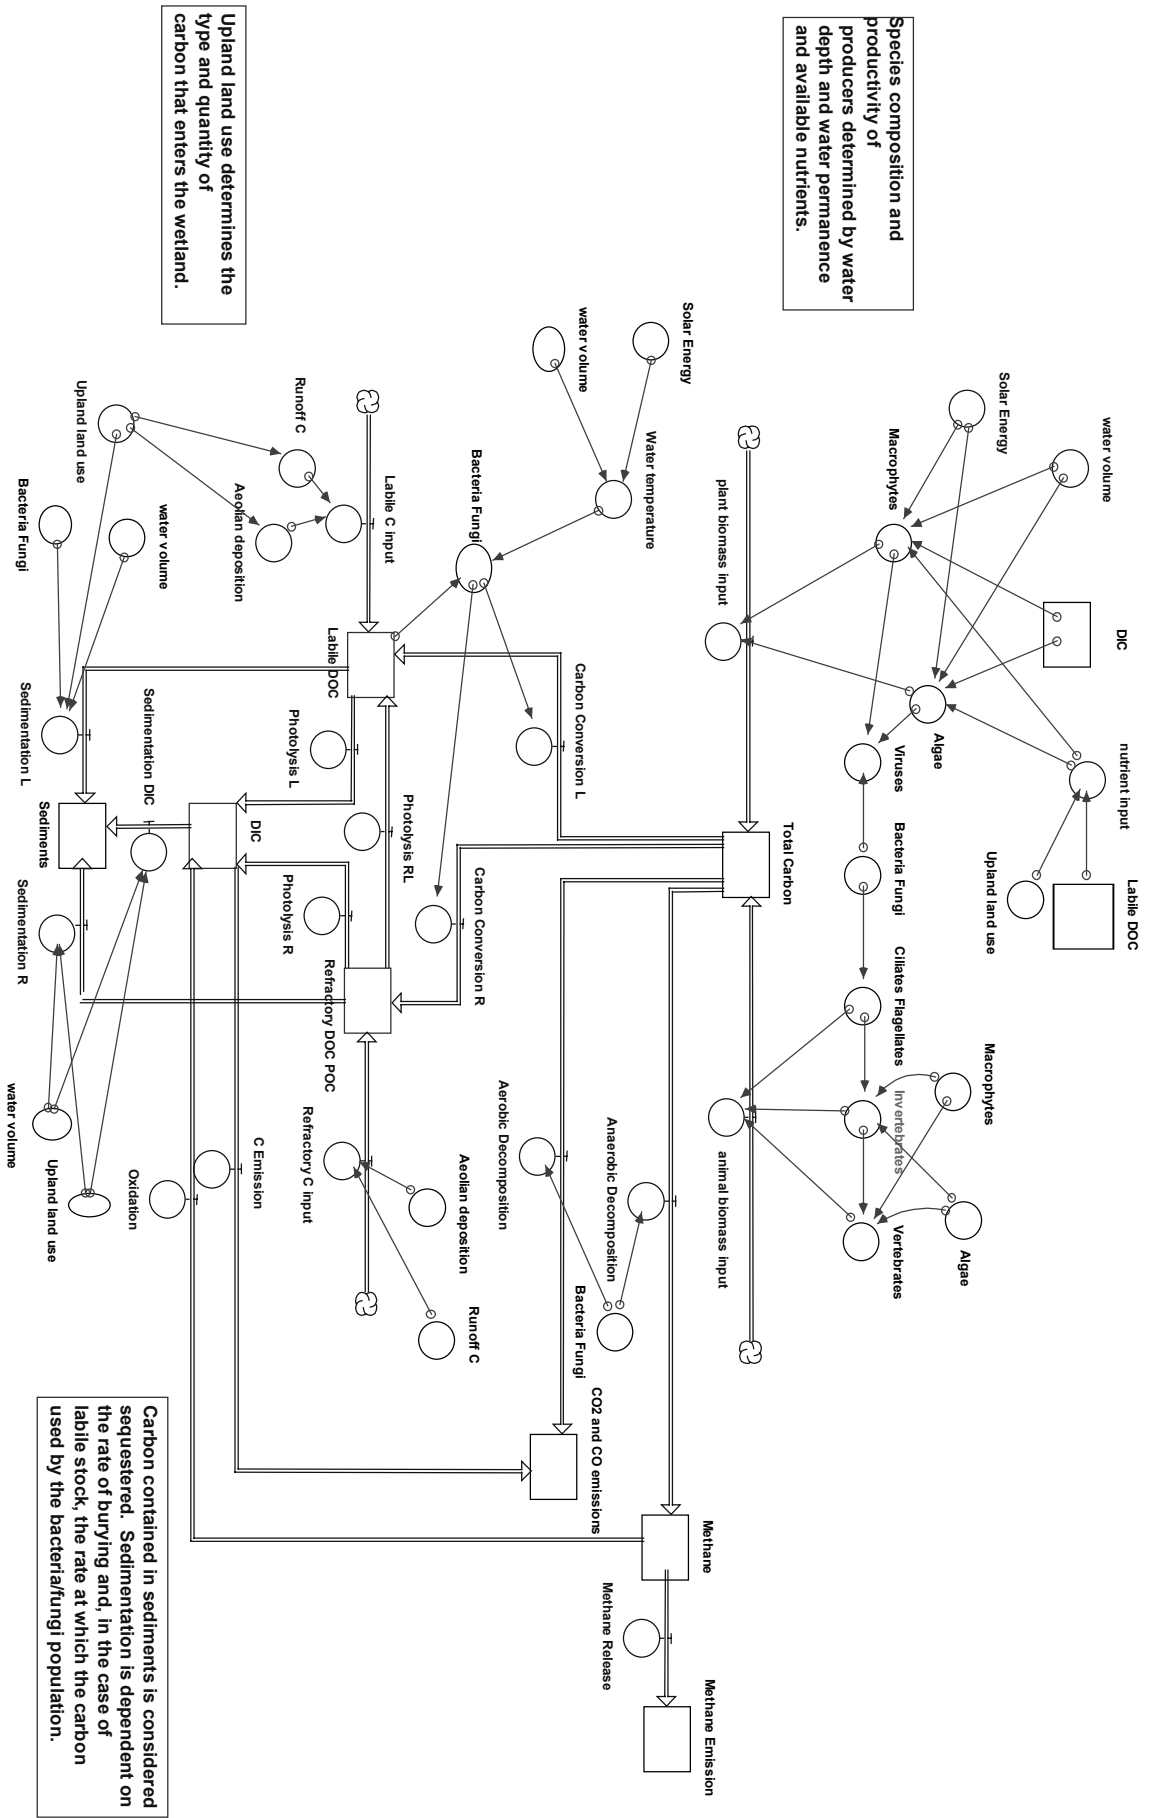 water volume
DIC
nutrient input
Labile DOC
Upland land use
Solar Energy
Macrophytes
Algae
Viruses
Bacteria Fungi
Ciliates Flagellates
Invertebrates
Vertebrates
Macrophytes
Algae
Species composition and
productivity of
producers determined by water
depth and water permanence
and available nutrients.
plant biomass input
Total Carbon
animal biomass input
Methane
Methane Emission
Solar Energy
water volume
Water temperature
Anaerobic Decomposition
Methane Release
Bacteria Fungi
Carbon Conversion L
Bacteria Fungi
CO2 and CO emissions
Carbon Conversion R
Aerobic Decomposition
Labile C input
Photolysis RL
Aeolian deposition
Runoff C
Labile DOC
Refractory DOC POC
Refractory C input
Runoff C
Photolysis L
Photolysis R
Aeolian deposition
DIC
C Emission
Upland land use determines the
type and quantity of
carbon that enters the wetland.
Upland land use
water volume
Sedimentation DIC
Oxidation
Bacteria Fungi
Sedimentation L
Sediments
Sedimentation R
Upland land use
water volume
Carbon contained in sediments is considered
sequestered. Sedimentation is dependent on
the rate of burying and, in the case of
labile stock, the rate at which the carbon
used by the bacteria/fungi population.